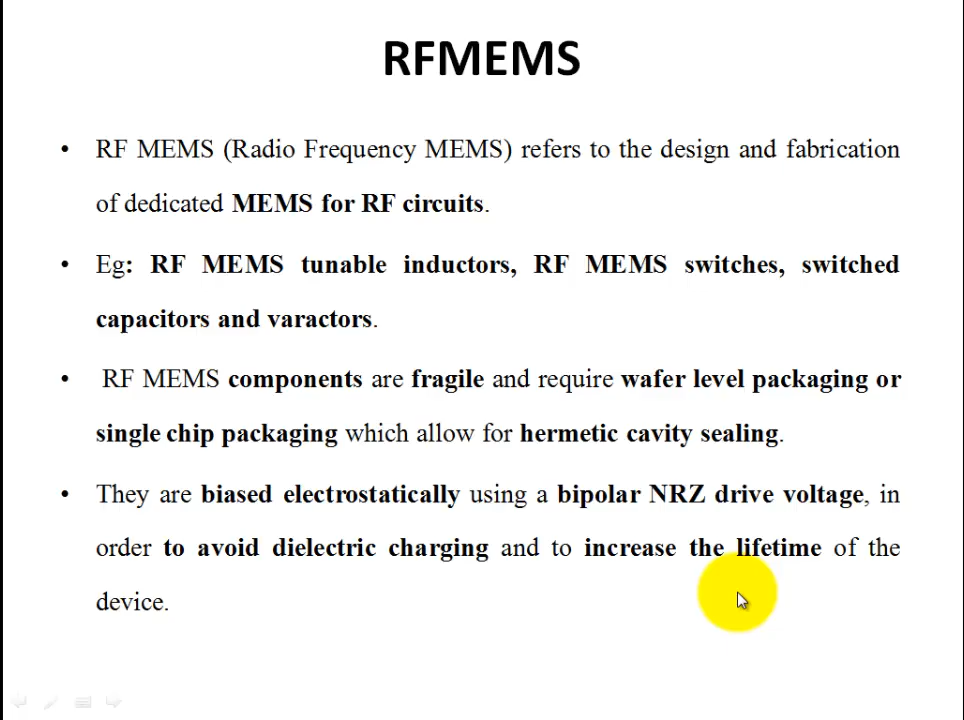 RFMEMS
• RF MEMS (Radio Frequency MEMS) refers to the design and fabrication
of dedicated MEMS for RF circuits.
• Eg: RF MEMS tunable inductors, RF MEMS switches, switched
capacitors and varactors.
• RF MEMS components are fragile and require wafer level packaging or
single chip packaging which allow for hermetic cavity sealing.
• They are biased electrostatically using a bipolar NRZ drive voltage, in
order to avoid dielectric charging and to increase the lifetime of the
device.